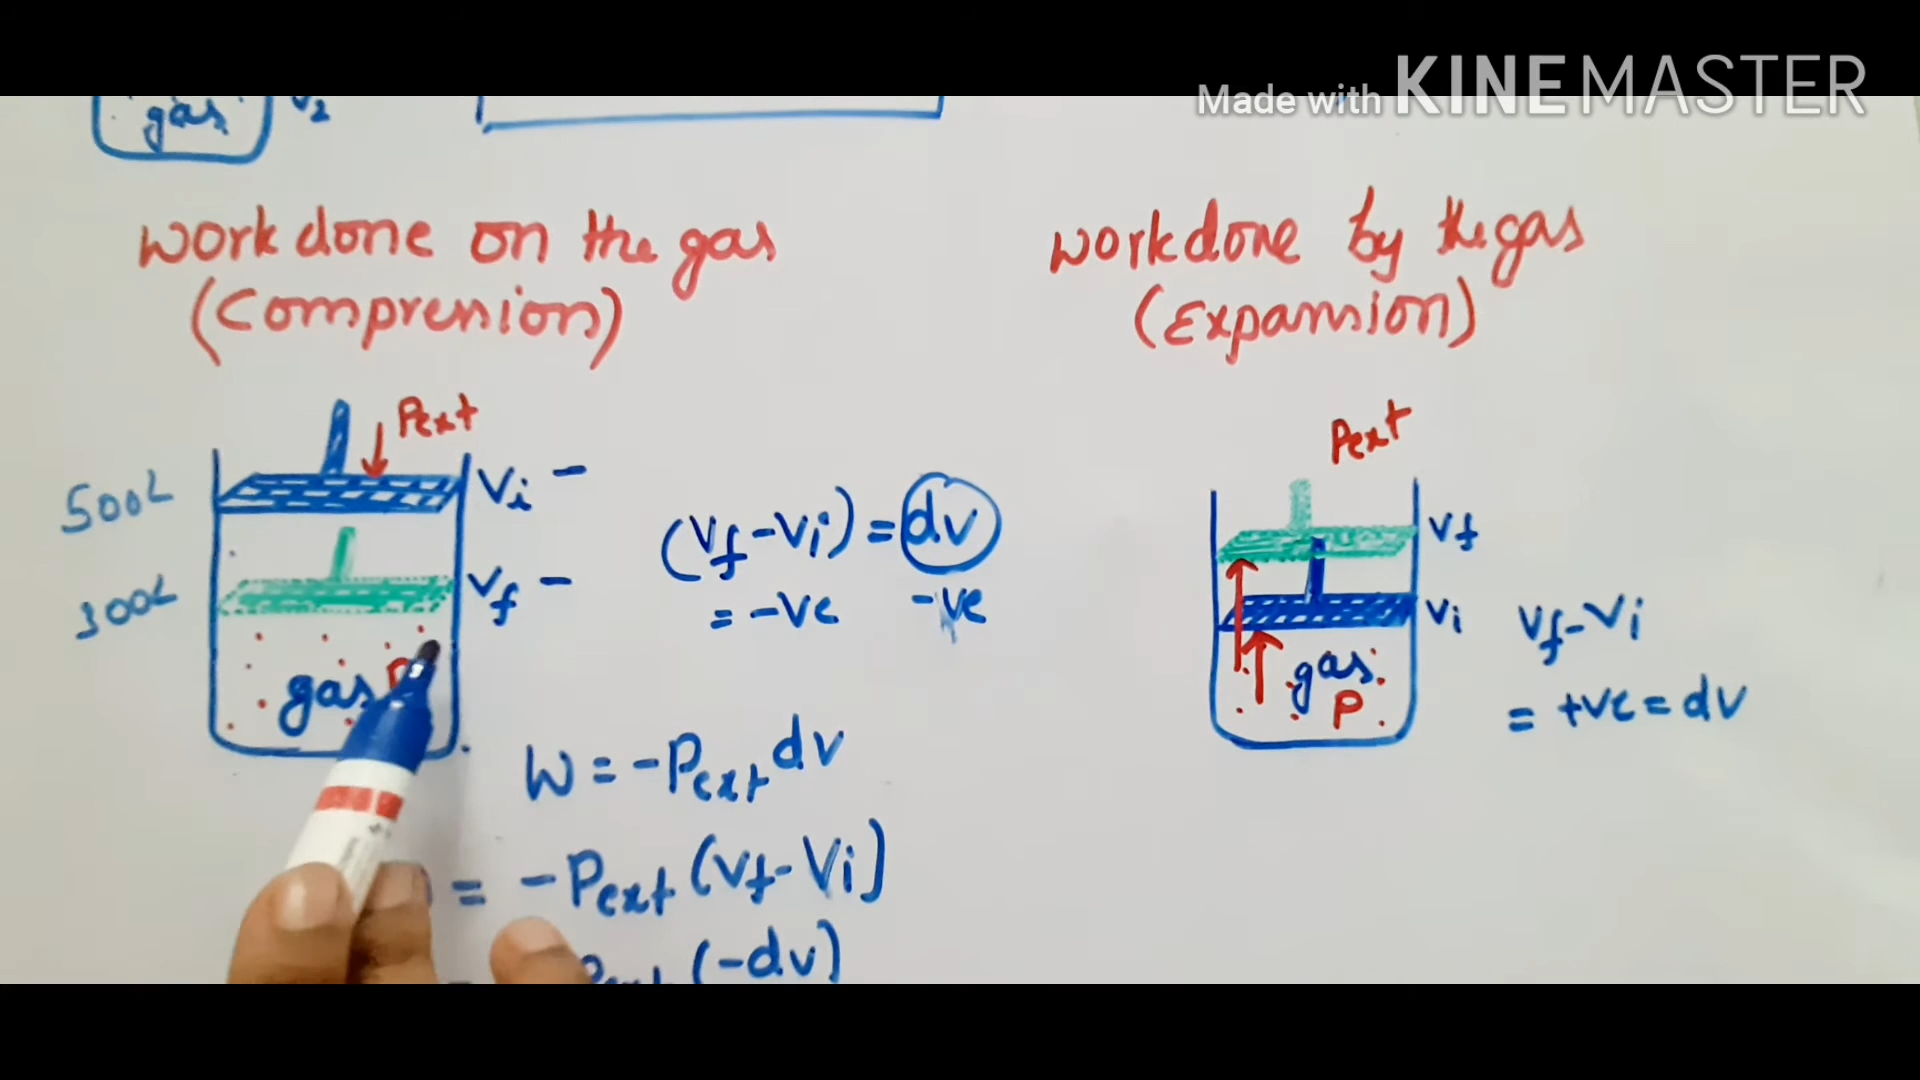 Made with KINEMASTER
gas V2
Work done on the gas
(Compression)
Pext
500L
Vi -
300L
Vf -
(Vf-Vi) = dv
= -ve -ve
gas P
W = -Pext dv
= -Pext (Vf-Vi)
(-dv)
Work done by the gas
(Expansion)
Pext
Vf
Vi
gas
P
Vf-Vi
= +ve = dv